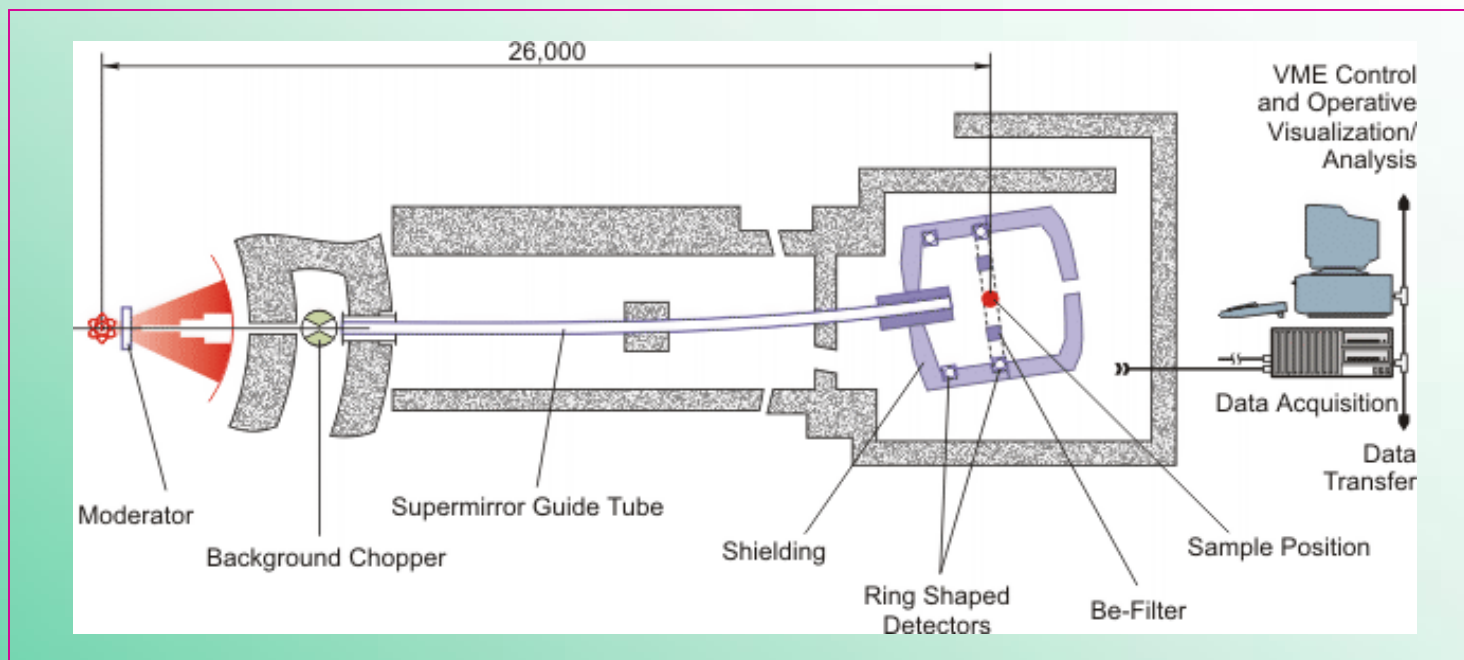 26,000
VME Control
and Operative
Visualization/
Analysis
Data Acquisition
Data
Transfer
Moderator
Background Chopper
Supermirror Guide Tube
Shielding
Ring Shaped
Detectors
Be-Filter
Sample Position